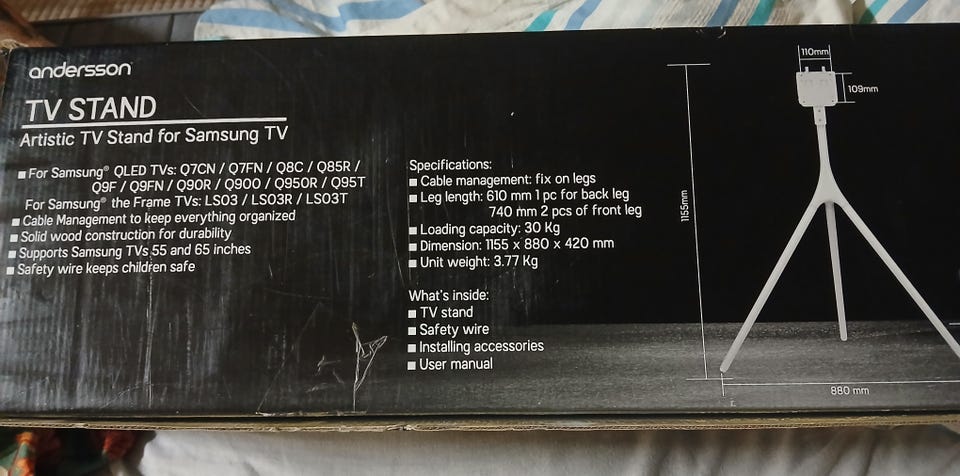 andersson
TV STAND
Artistic TV Stand for Samsung TV
■ For Samsung® QLED TVs: Q7CN / Q7FN / Q8C / Q85R /
Q9F / Q9FN / Q90R / Q900 / Q950R / Q95T
For Samsung® the Frame TVs: LS03 / LS03R / LS03T
■ Cable Management to keep everything organized
■ Solid wood construction for durability
■ Supports Samsung TVs 55 and 65 inches
■ Safety wire keeps children safe
Specifications:
■ Cable management: fix on legs
■ Leg length: 610 mm 1 pc for back leg
740 mm 2 pcs of front leg
■ Loading capacity: 30 Kg
■ Dimension: 1155 x 880 x 420 mm
■ Unit weight: 3.77 Kg
What's inside:
■ TV stand
■ Safety wire
■ Installing accessories
■ User manual
110mm
109mm
1155mm
880 mm